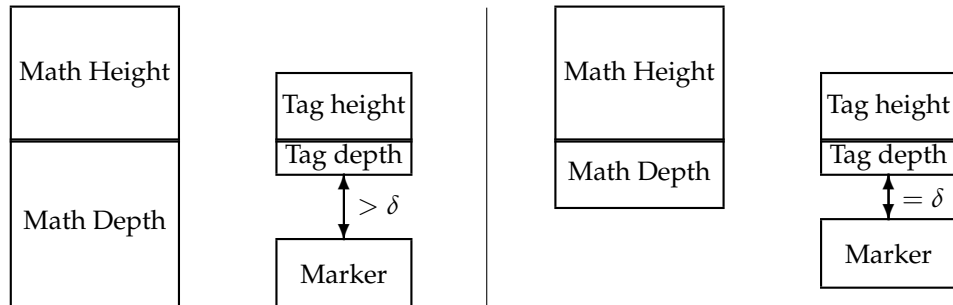 Math Height
Tag height
Tag depth
Math Depth
> δ
Marker
Math Height
Tag height
Tag depth
Math Depth
= δ
Marker